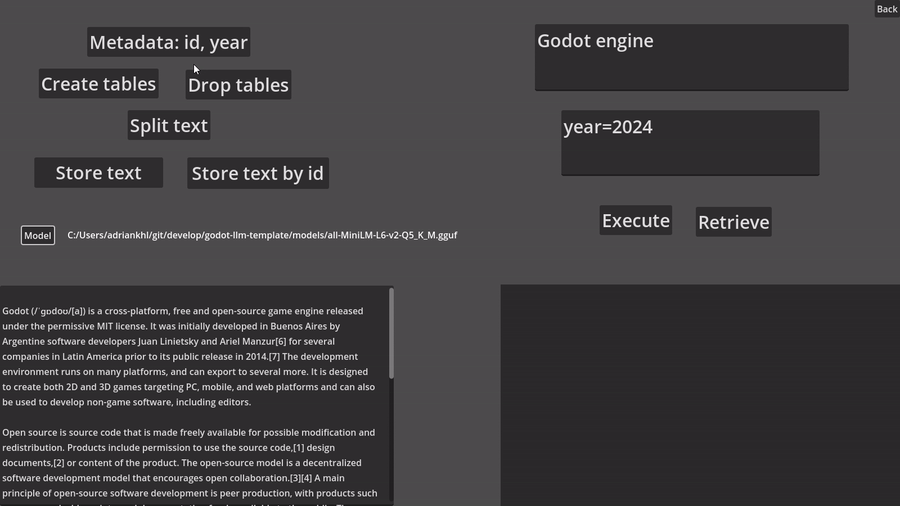 Back
Metadata: id, year
Create tables
Drop tables
Split text
Store text
Store text by id
Model
C:/Users/adriankhl/git/develop/godot-llm-template/models/all-MiniLM-L6-v2-Q5_K_M.gguf
Godot engine
year=2024
Execute
Retrieve
Godot (/ˈɡɒdoʊ/[a]) is a cross-platform, free and open-source game engine released
under the permissive MIT license. It was initially developed in Buenos Aires by
Argentine software developers Juan Linietsky and Ariel Manzur[6] for several
companies in Latin America prior to its public release in 2014.[7] The development
environment runs on many platforms, and can export to several more. It is designed
to create both 2D and 3D games targeting PC, mobile, and web platforms and can also
be used to develop non-game software, including editors.
Open source is source code that is made freely available for possible modification and
redistribution. Products include permission to use the source code,[1] design
documents,[2] or content of the product. The open-source model is a decentralized
software development model that encourages open collaboration.[3][4] A main
principle of open-source software development is peer production, with products such